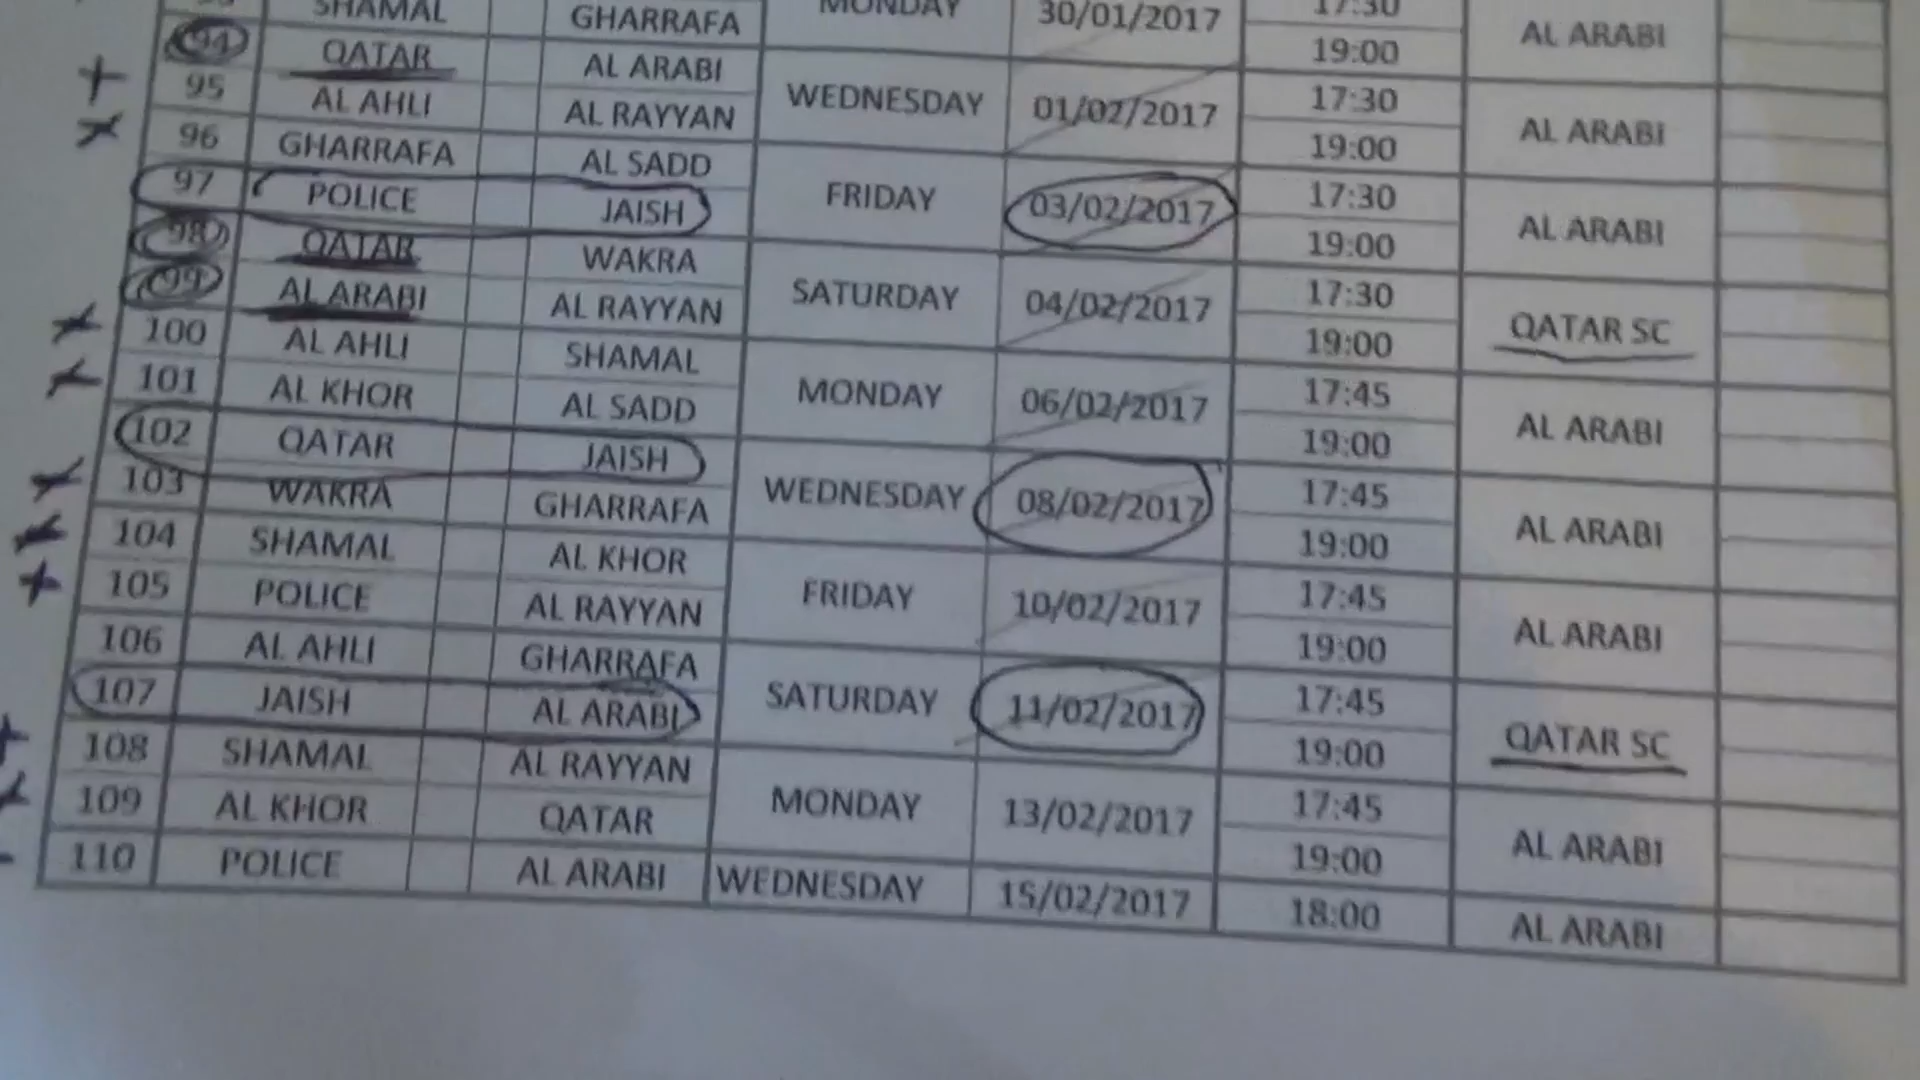 MONDAY 30/01/2017 17:30 AL ARABI
SHAMAL GHARRAFA 19:00
94 QATAR AL ARABI WEDNESDAY 01/02/2017 17:30 AL ARABI
95 AL AHLI AL RAYYAN 19:00
96 GHARRAFA AL SADD FRIDAY 03/02/2017 17:30 AL ARABI
97 POLICE JAISH 19:00
98 QATAR WAKRA SATURDAY 04/02/2017 17:30 QATAR SC
99 AL ARABI AL RAYYAN 19:00
100 AL AHLI SHAMAL MONDAY 06/02/2017 17:45 AL ARABI
101 AL KHOR AL SADD 19:00
102 QATAR JAISH WEDNESDAY 08/02/2017 17:45 AL ARABI
103 WAKRA GHARRAFA 19:00
104 SHAMAL AL KHOR FRIDAY 10/02/2017 17:45 AL ARABI
105 POLICE AL RAYYAN 19:00
106 AL AHLI GHARRAFA SATURDAY 11/02/2017 17:45 QATAR SC
107 JAISH AL ARABI 19:00
108 SHAMAL AL RAYYAN MONDAY 13/02/2017 17:45 AL ARABI
109 AL KHOR QATAR 19:00
110 POLICE AL ARABI WEDNESDAY 15/02/2017 18:00 AL ARABI